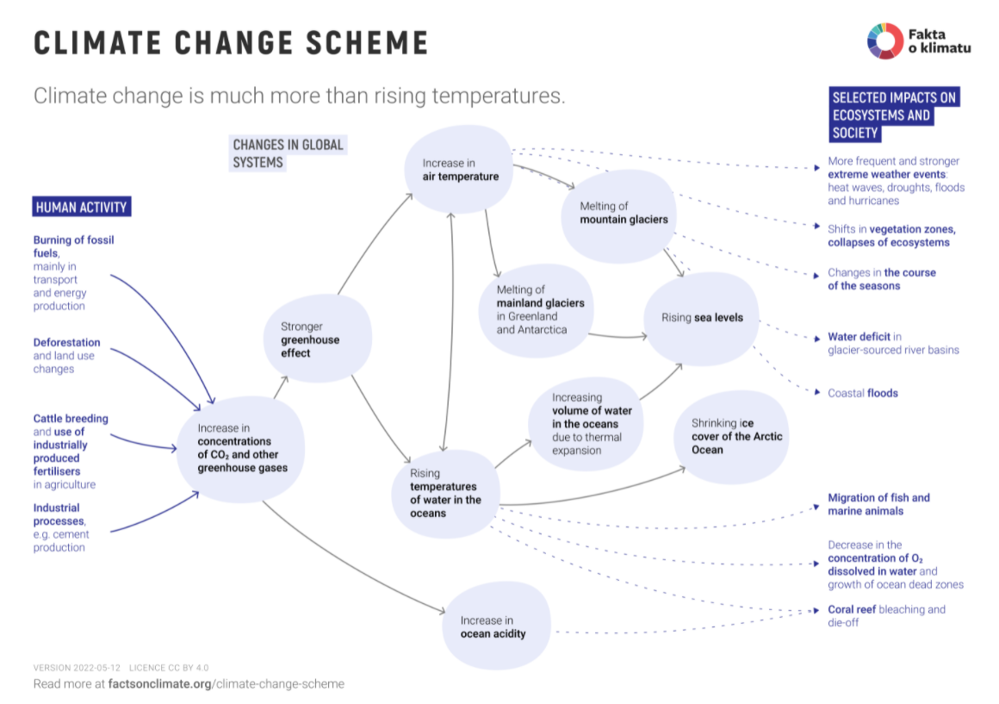 CLIMATE CHANGE SCHEME
Fakta
o klimatu
Climate change is much more than rising temperatures.
SELECTED IMPACTS ON
ECOSYSTEMS AND
SOCIETY
CHANGES IN GLOBAL
SYSTEMS
HUMAN ACTIVITY
Burning of fossil
fuels,
mainly in
transport
and energy
production
Deforestation
and land use
changes
Cattle breeding
and use of
industrially
produced
fertilisers
in agriculture
Industrial
processes,
e.g. cement
production
Increase in
concentrations
of CO₂ and other
greenhouse gases
Stronger
greenhouse
effect
Increase in
air temperature
Melting of
mountain glaciers
Melting of
mainland glaciers
in Greenland
and Antarctica
Rising sea levels
Increasing
volume of water
in the oceans
due to thermal
expansion
Shrinking ice
cover of the Arctic
Ocean
Rising
temperatures
of water in the
oceans
Increase in
ocean acidity
More frequent and stronger
extreme weather events:
heat waves, droughts, floods
and hurricanes
Shifts in vegetation zones,
collapses of ecosystems
Changes in the course
of the seasons
Water deficit in
glacier-sourced river basins
Coastal floods
Migration of fish and
marine animals
Decrease in the
concentration of O₂
dissolved in water and
growth of ocean dead zones
Coral reef bleaching and
die-off
VERSION 2022-05-12 LICENCE CC BY 4.0
Read more at factsonclimate.org/climate-change-scheme